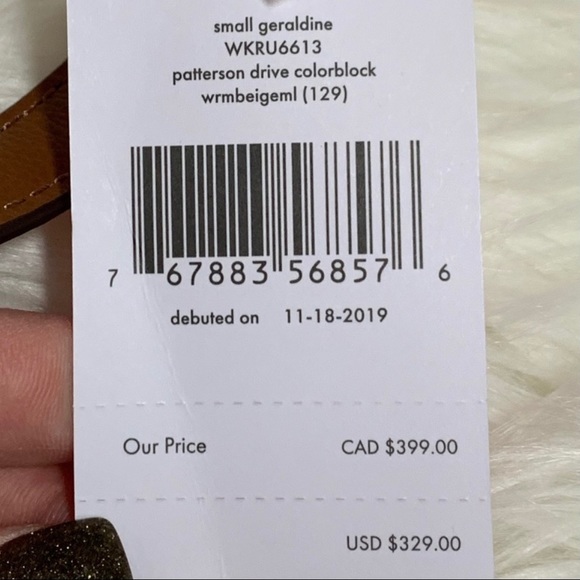 small geraldine
WKRU6613
patterson drive colorblock
wrmbeigeml (129)
7 67883 56857 6
debuted on 11-18-2019
Our Price CAD $399.00
USD $329.00